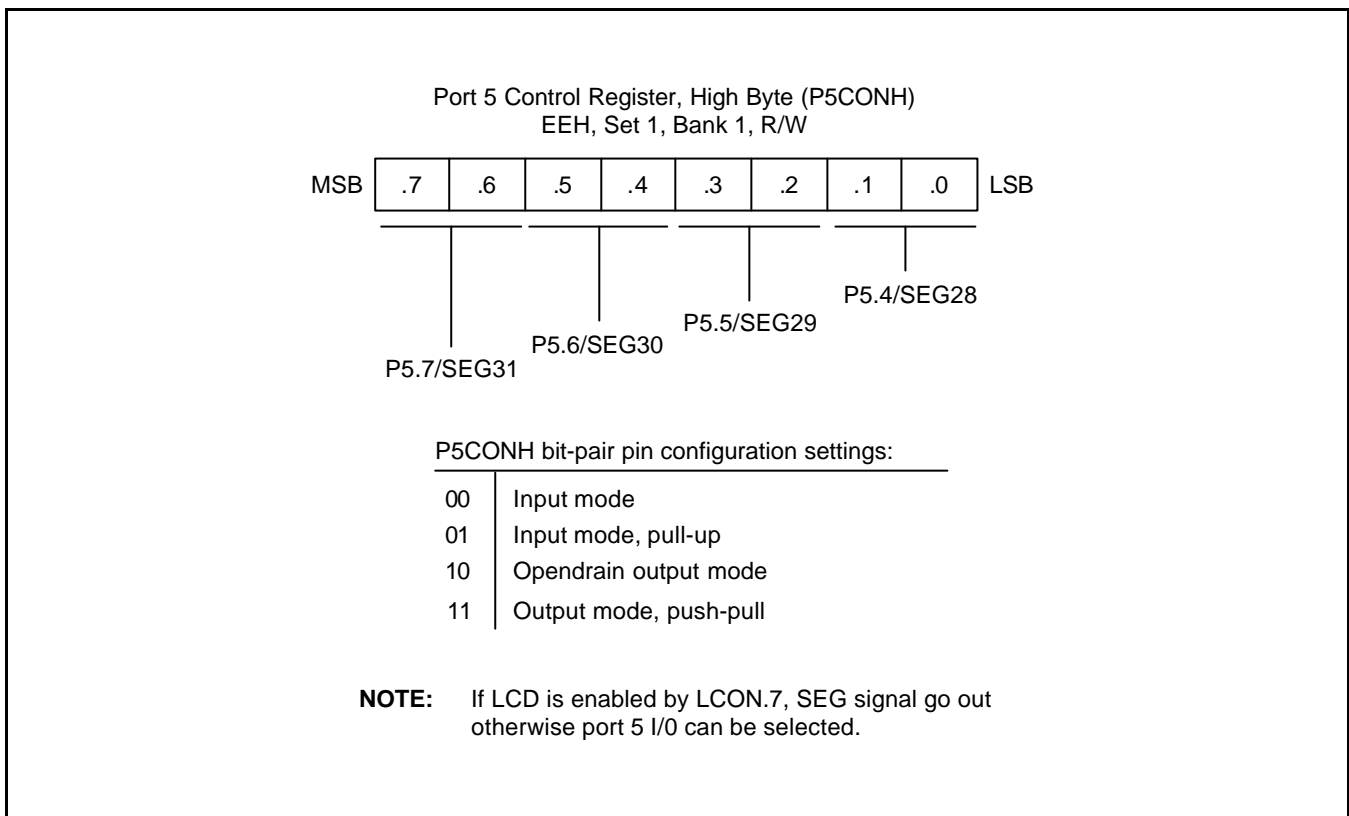 Port 5 Control Register, High Byte (P5CONH)
EEH, Set 1, Bank 1, R/W
MSB .7 .6 .5 .4 .3 .2 .1 .0 LSB
P5.4/SEG28
P5.5/SEG29
P5.6/SEG30
P5.7/SEG31
P5CONH bit-pair pin configuration settings:
00 Input mode
01 Input mode, pull-up
10 Opendrain output mode
11 Output mode, push-pull
NOTE: If LCD is enabled by LCON.7, SEG signal go out
otherwise port 5 I/0 can be selected.